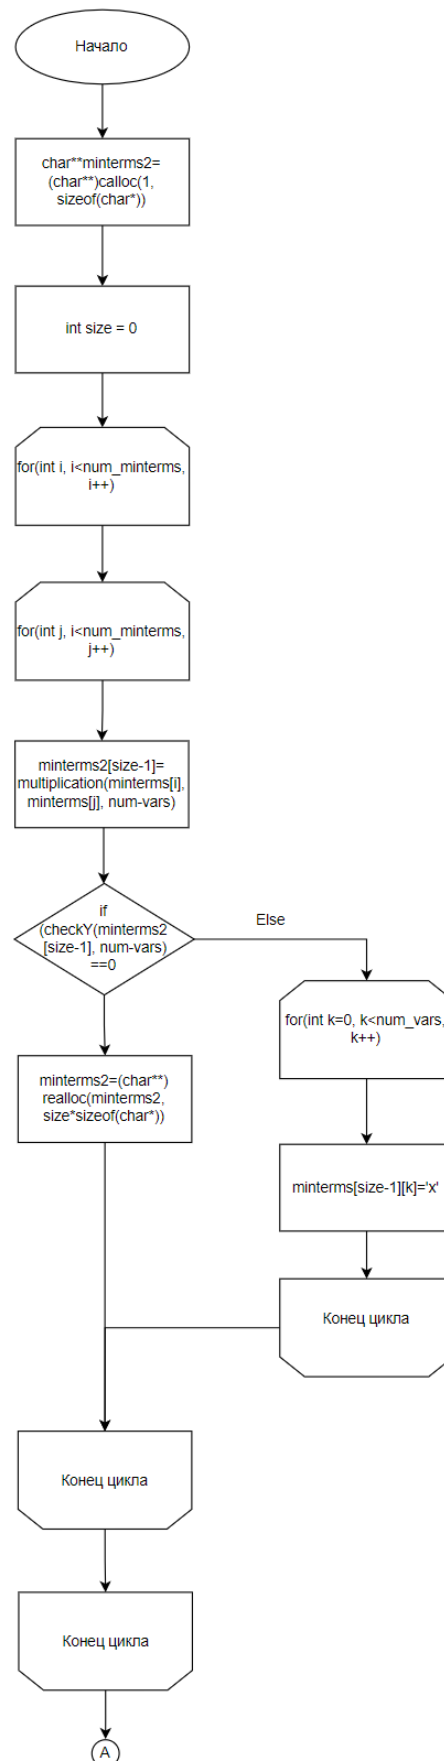 Начало
char**minterms2=
(char**)calloc(1,
sizeof(char*))
int size = 0
for(int i, i<num_minterms,
i++)
for(int j, i<num_minterms,
j++)
minterms2[size-1]=
multiplication(minterms[i],
minterms[j], num-vars)
if
(checkY(minterms2
[size-1], num-vars)
==0
Else
for(int k=0, k<num_vars,
k++)
minterms2=(char**)
realloc(minterms2,
size*sizeof(char*))
minterms[size-1][k]='x'
Конец цикла
Конец цикла
Конец цикла
A